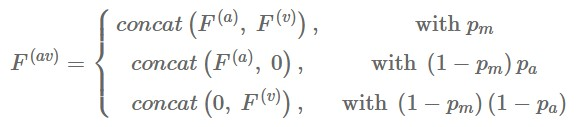 concat (F^(a), F^(v)), with p_m
F^(av) = { concat (F^(a), 0), with (1 − p_m) p_a
concat (0, F^(v)), with (1 − p_m) (1 − p_a)